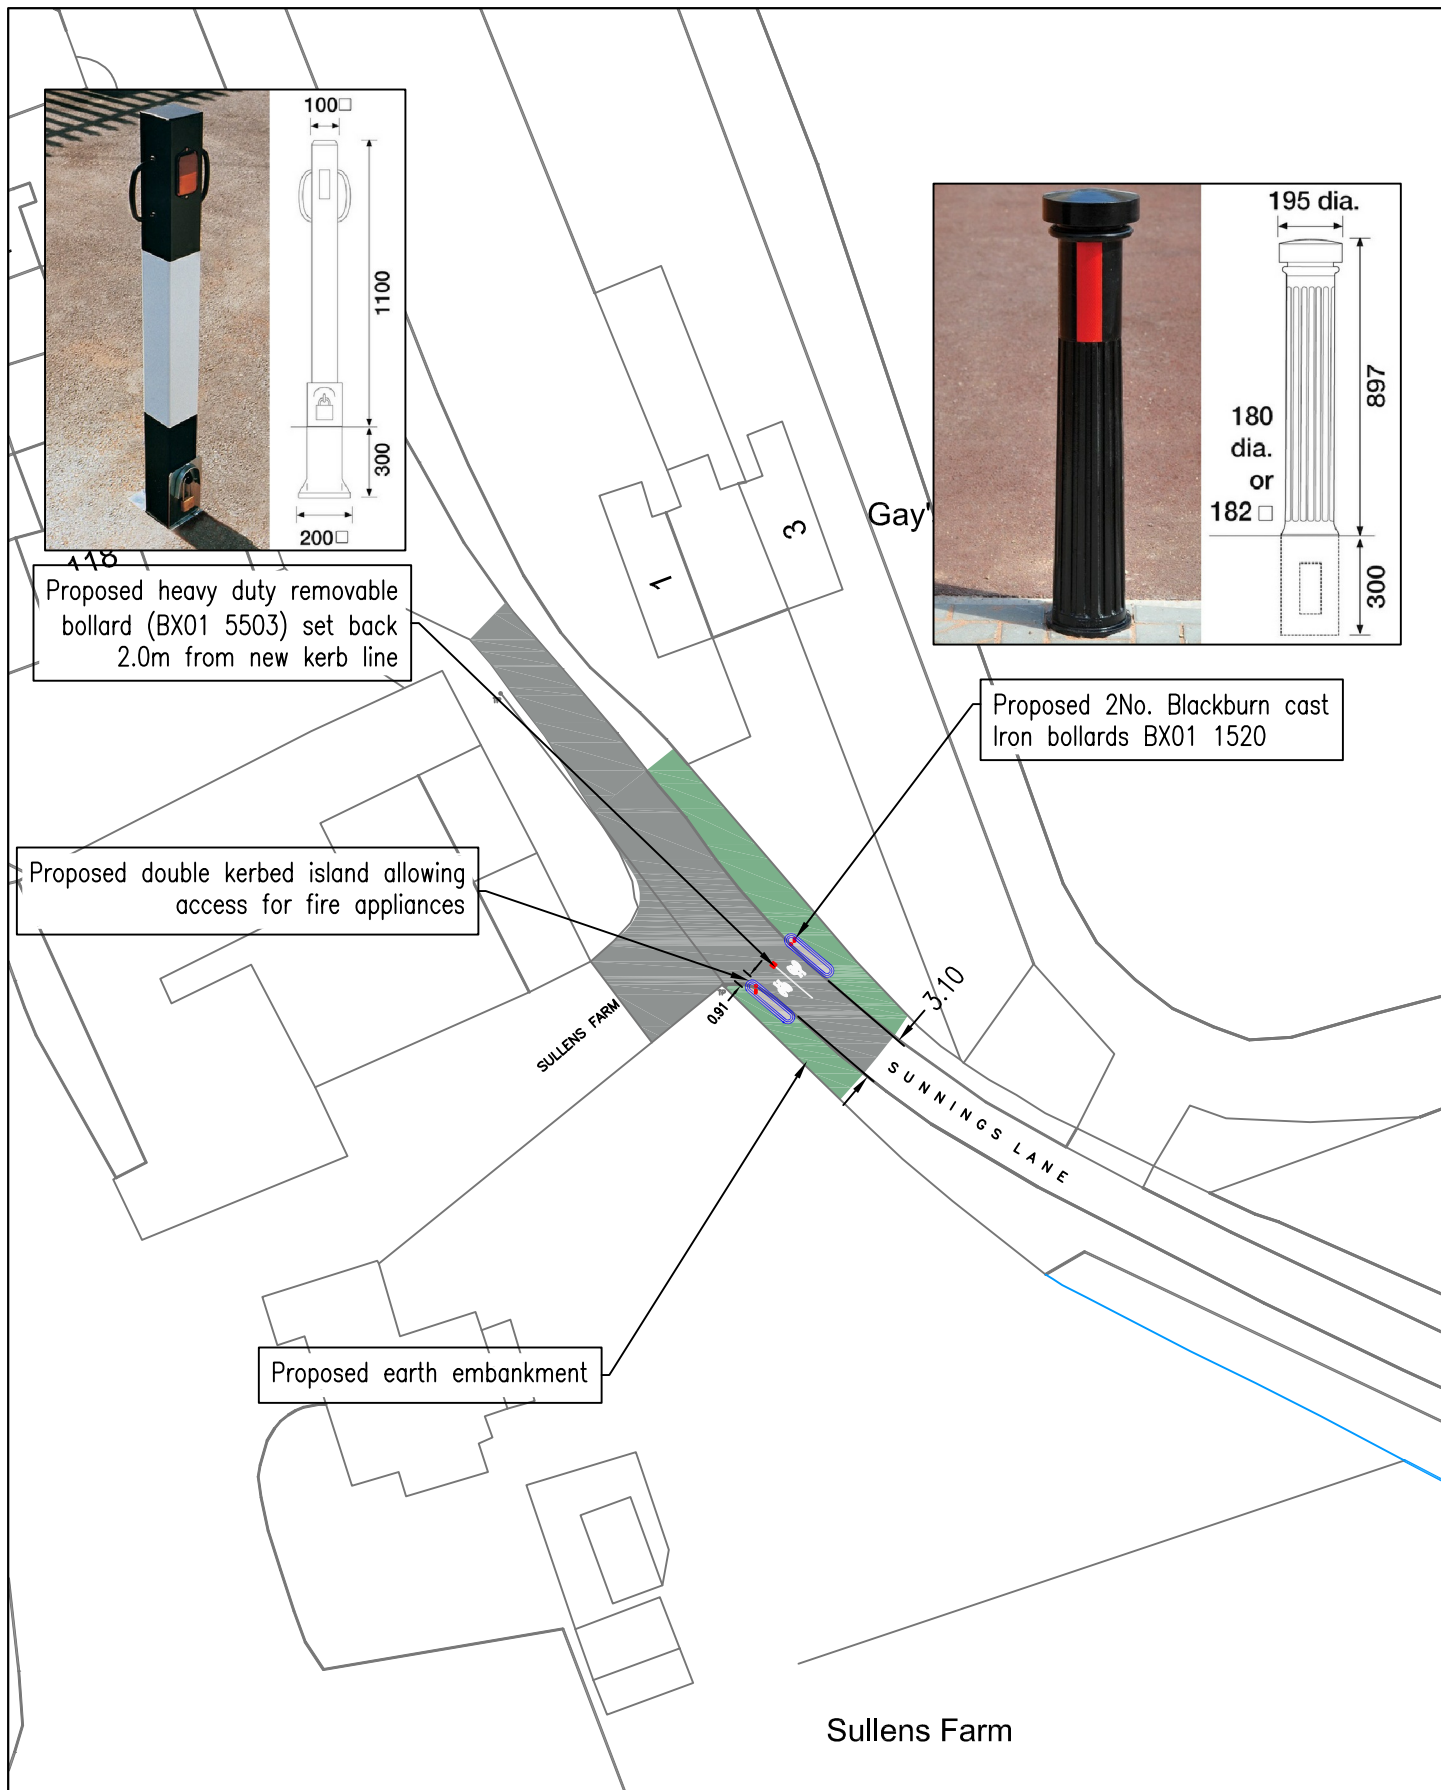 100□
1100
300
200□
195 dia.
897
180
dia.
or
182 □
300
118
Proposed heavy duty removable
bollard (BX01 5503) set back
2.0m from new kerb line
1
3
Gay'
Proposed 2No. Blackburn cast
Iron bollards BX01 1520
Proposed double kerbed island allowing
access for fire appliances
SULLENS FARM
0.91
3.10
SUNNINGS LANE
Proposed earth embankment
Sullens Farm